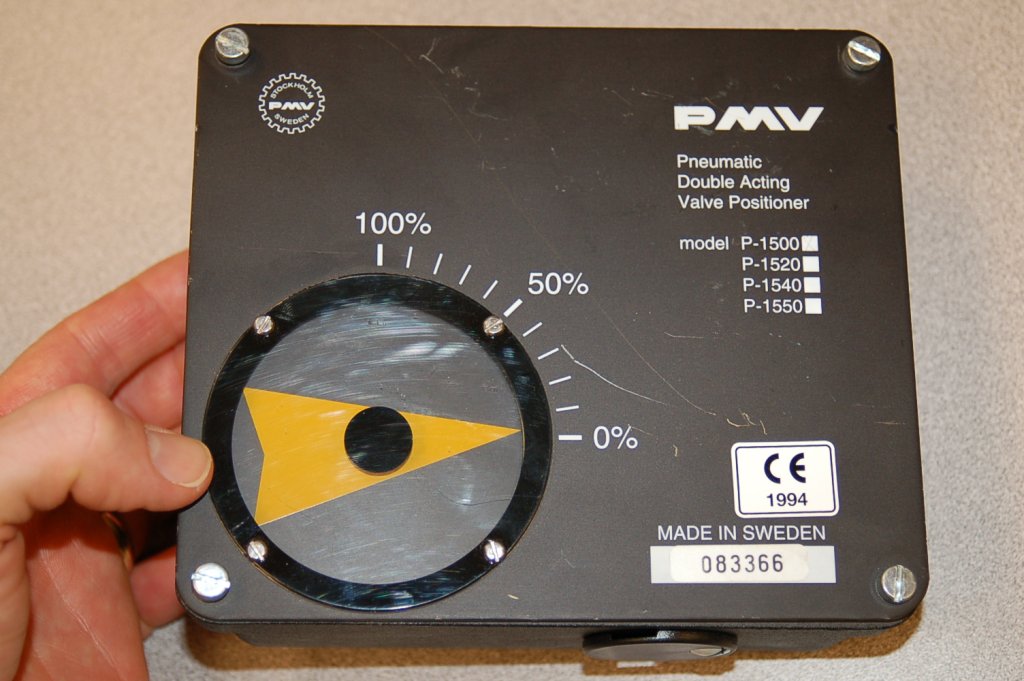 STOCKHOLM
PMV
SWEDEN
PMV
Pneumatic
Double Acting
Valve Positioner
model P-1500
P-1520
P-1540
P-1550
100%
50%
0%
CE
1994
MADE IN SWEDEN
083366